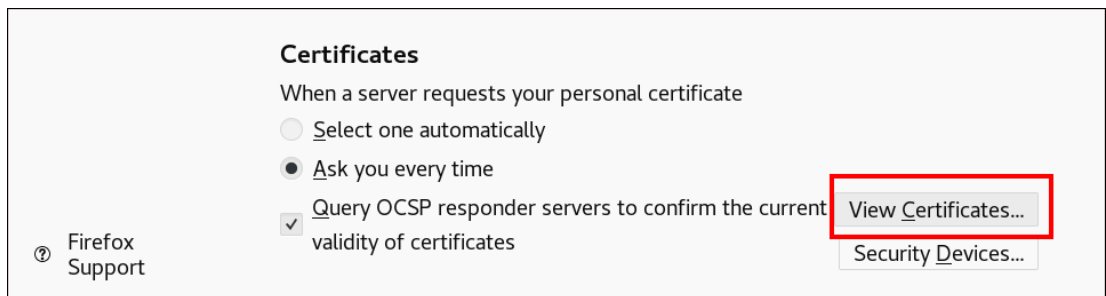 Certificates
When a server requests your personal certificate
Select one automatically
Ask you every time
Query OCSP responder servers to confirm the current
validity of certificates
View Certificates...
Security Devices...
Firefox
Support